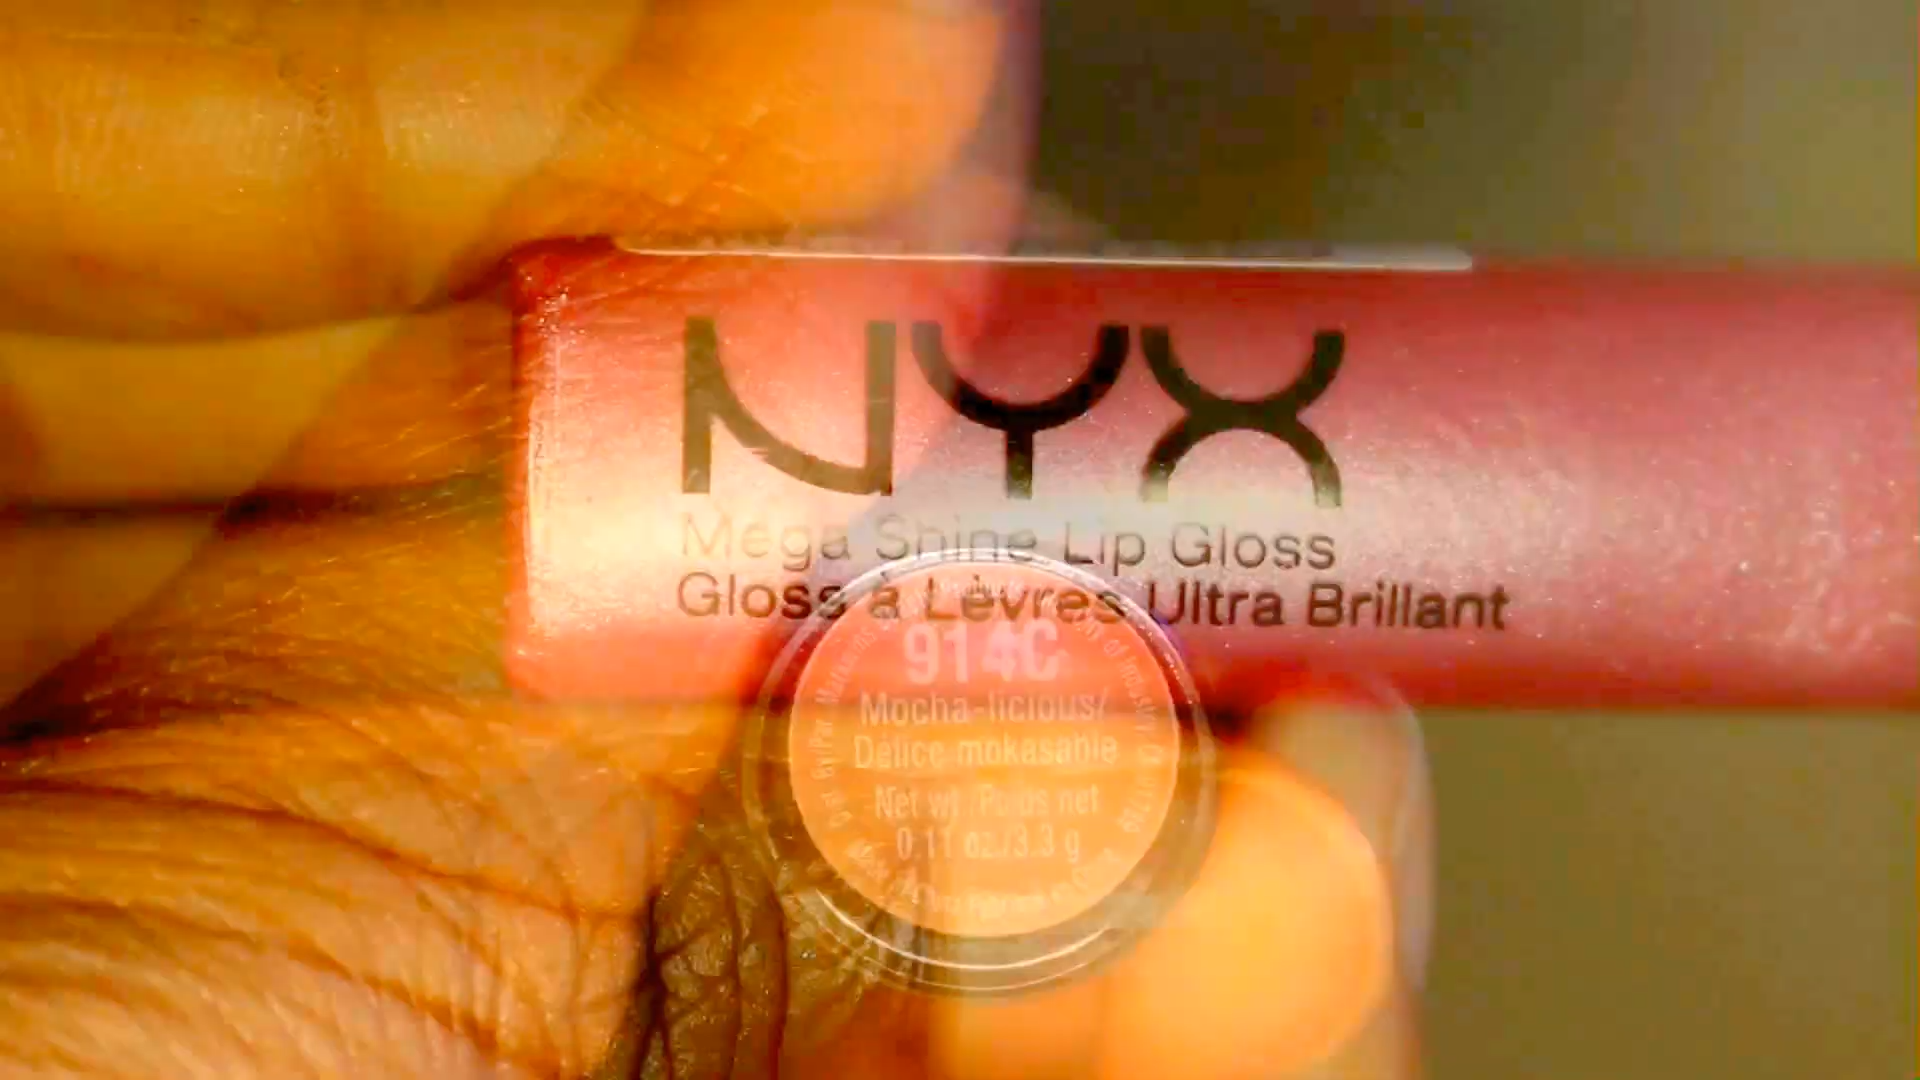 NYX
Mega Shine Lip Gloss
Gloss à Lèvres Ultra Brillant
914C
Mocha-licious/
Délice mokasable
Net wt./Poids net
0.11 oz./3.3 g